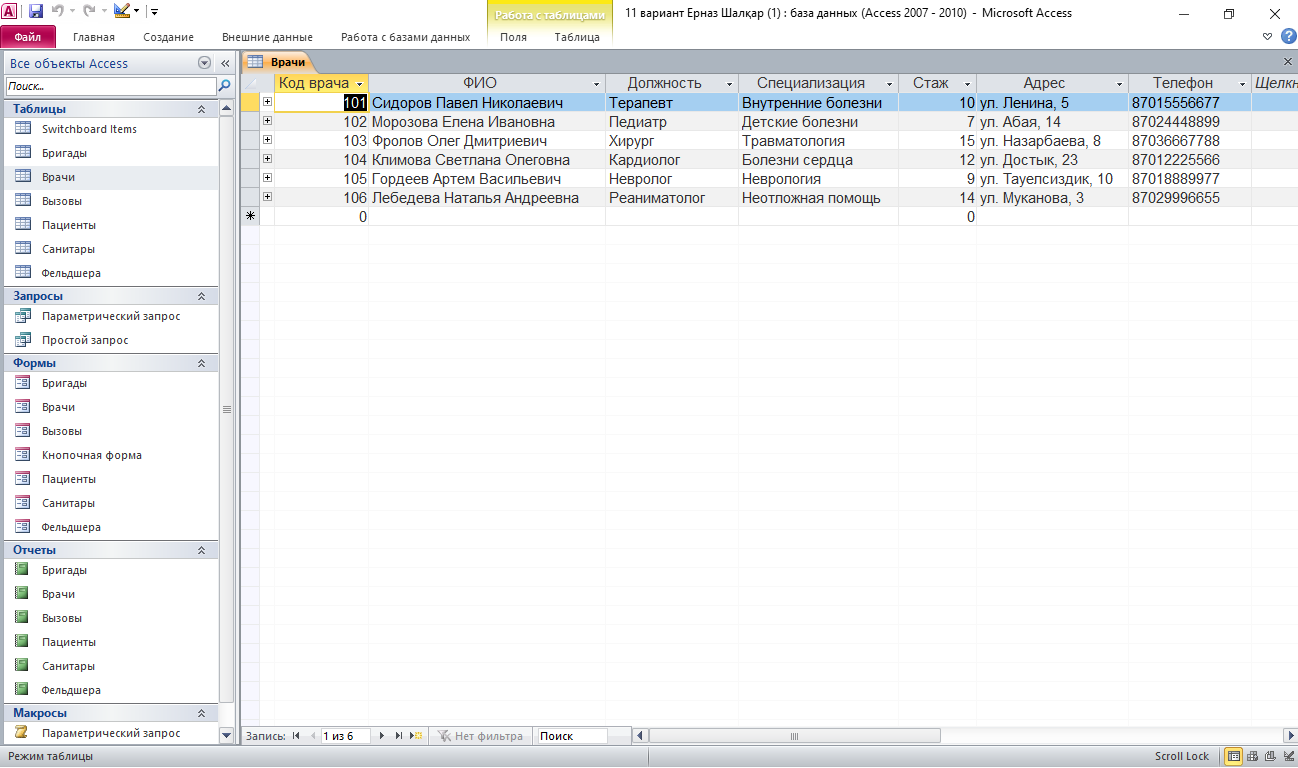 11 вариант Ерназ Шалқар (1) : база данных (Access 2007 - 2010) - Microsoft Access
Работа с таблицами
Файл Главная Создание Внешние данные Работа с базами данных Поля Таблица
Все объекты Access
Поиск...
Таблицы
Switchboard Items
Бригады
Врачи
Вызовы
Пациенты
Санитары
Фельдшера
Запросы
Параметрический запрос
Простой запрос
Формы
Бригады
Врачи
Вызовы
Кнопочная форма
Пациенты
Санитары
Фельдшера
Отчеты
Бригады
Врачи
Вызовы
Пациенты
Санитары
Фельдшера
Макросы
Параметрический запрос
Врачи
Код врача ФИО Должность Специализация Стаж Адрес Телефон Щелкн
101 Сидоров Павел Николаевич Терапевт Внутренние болезни 10 ул. Ленина, 5 87015556677
102 Морозова Елена Ивановна Педиатр Детские болезни 7 ул. Абая, 14 87024448899
103 Фролов Олег Дмитриевич Хирург Травматология 15 ул. Назарбаева, 8 87036667788
104 Климова Светлана Олеговна Кардиолог Болезни сердца 12 ул. Достык, 23 87012225566
105 Гордеев Артем Васильевич Невролог Неврология 9 ул. Тауелсиздик, 10 87018889977
106 Лебедева Наталья Андреевна Реаниматолог Неотложная помощь 14 ул. Муканова, 3 87029996655
0 0
Запись: 1 из 6 Нет фильтра Поиск
Режим таблицы Scroll Lock